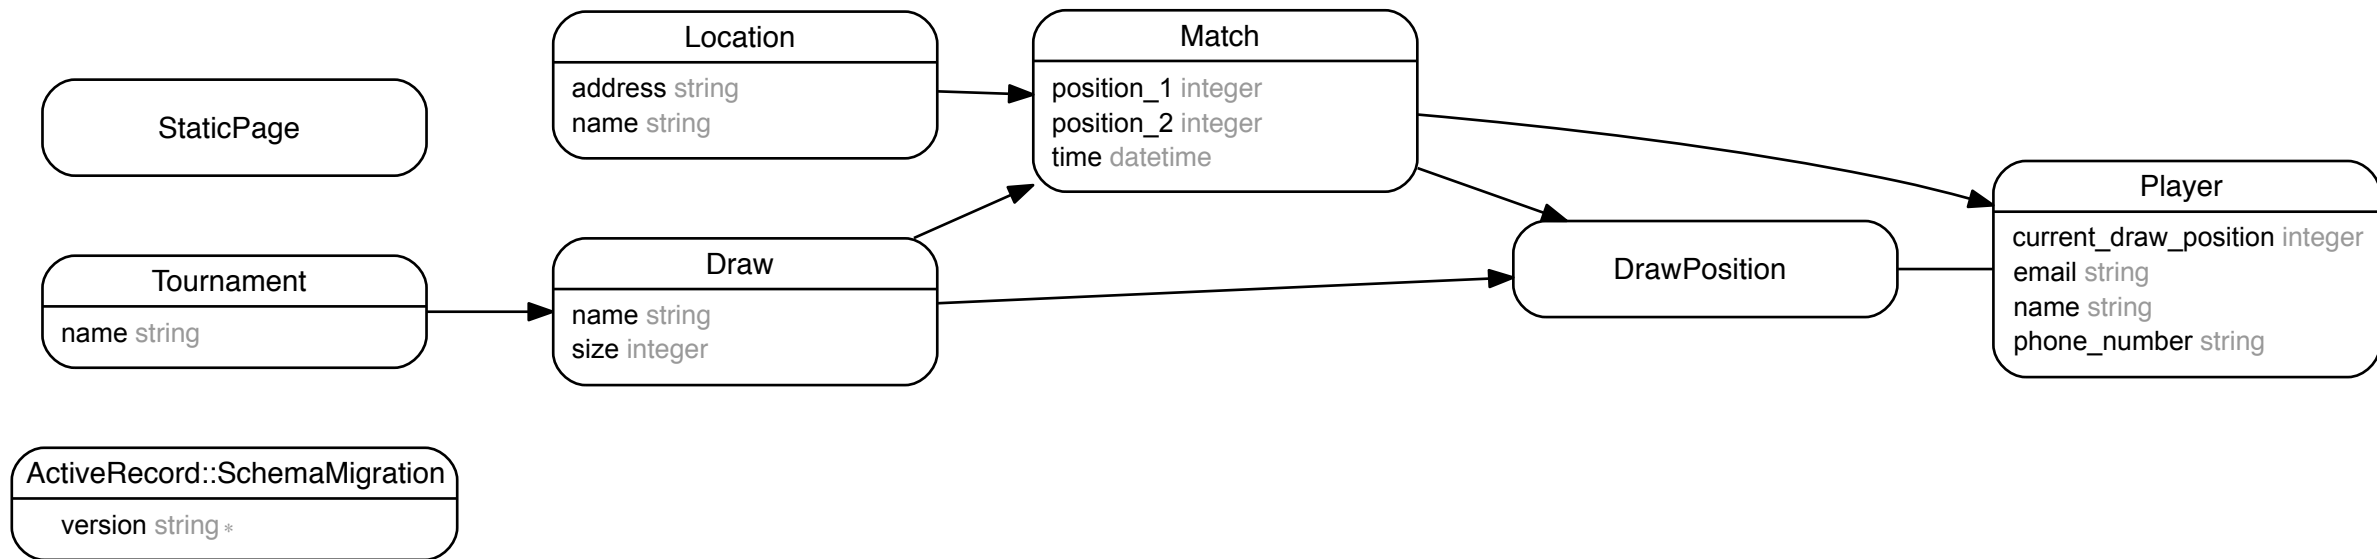 StaticPage
Location
address string
name string
Match
position_1 integer
position_2 integer
time datetime
Tournament
name string
Draw
name string
size integer
DrawPosition
Player
current_draw_position integer
email string
name string
phone_number string
ActiveRecord::SchemaMigration
version string *